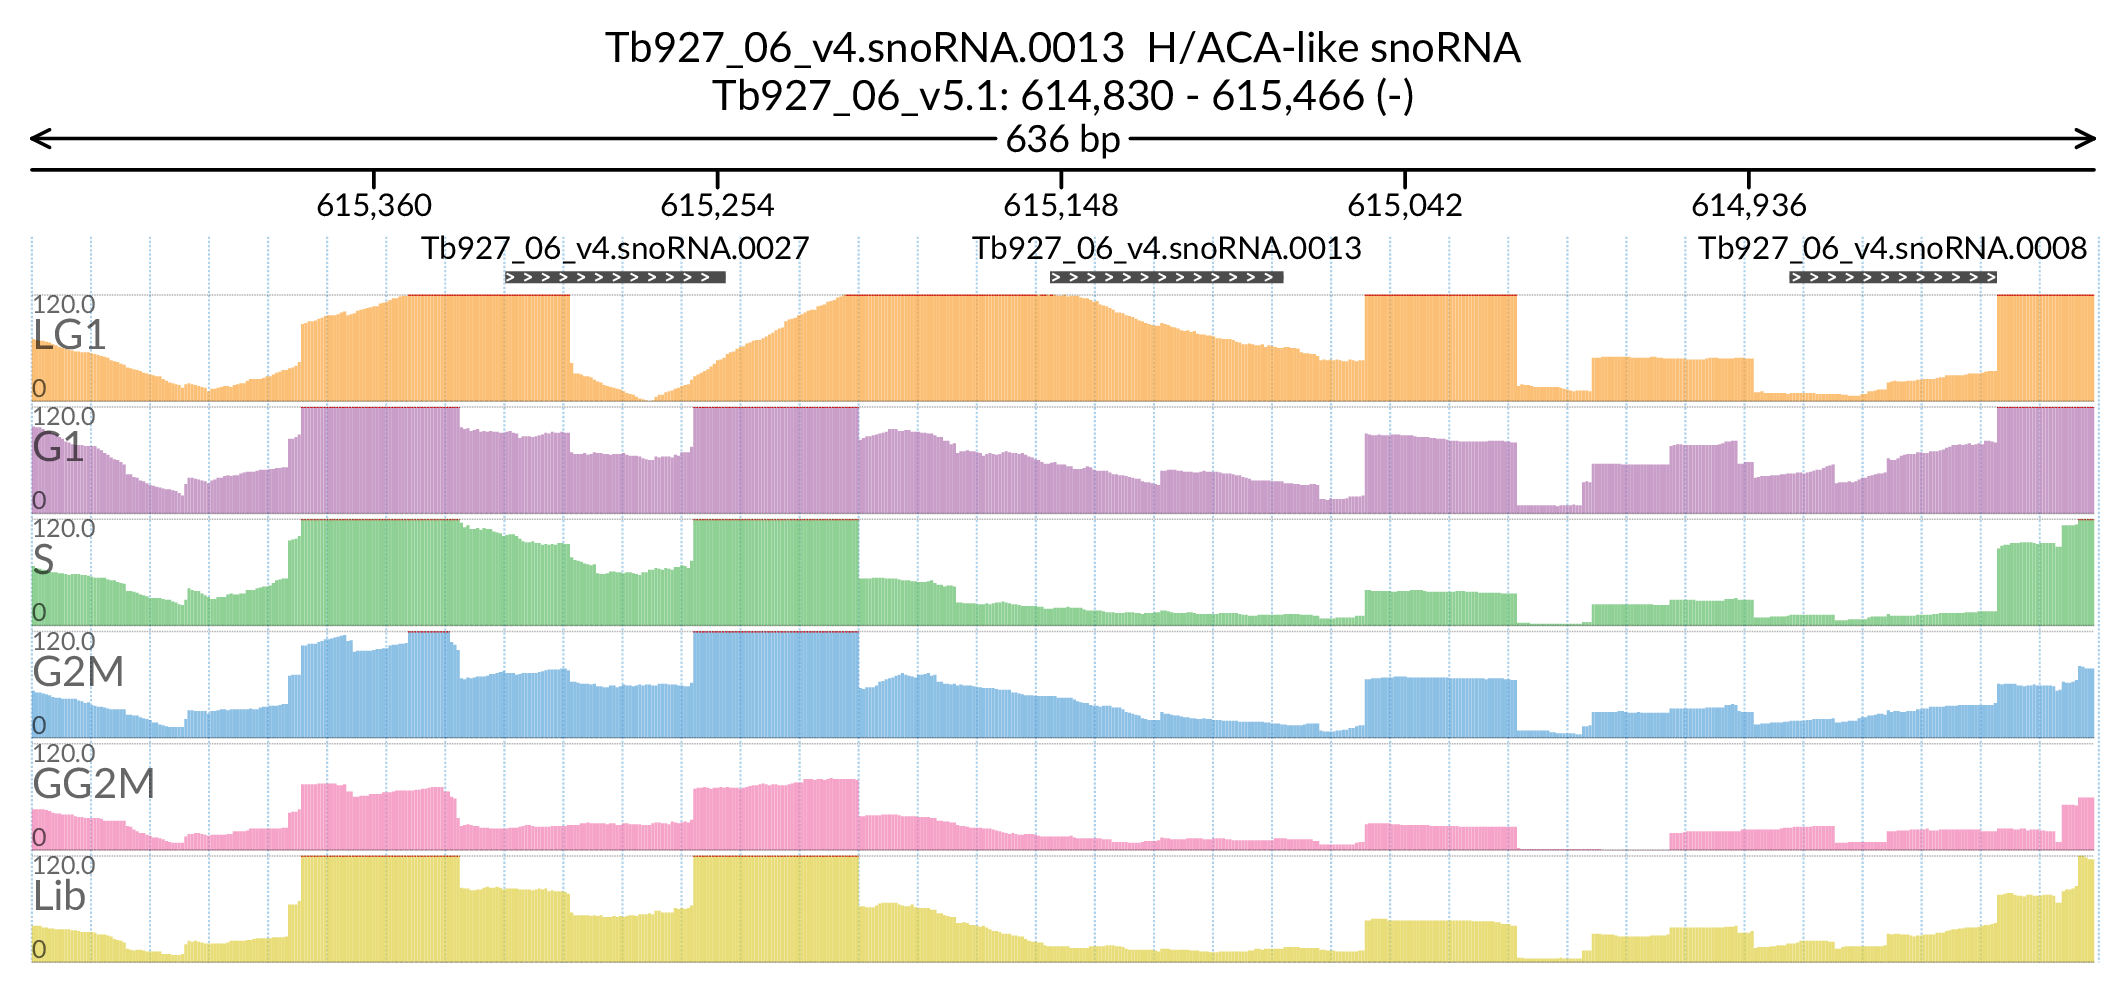 Tb927_06_v4.snoRNA.0013 H/ACA-like snoRNA
Tb927_06_v5.1: 614,830 - 615,466 (-)
636 bp
615,360 615,254 615,148 615,042 614,936
Tb927_06_v4.snoRNA.0027 Tb927_06_v4.snoRNA.0013 Tb927_06_v4.snoRNA.0008
120.0
LG1
0
120.0
G1
0
120.0
S
0
120.0
G2M
0
120.0
GG2M
0
120.0
Lib
0